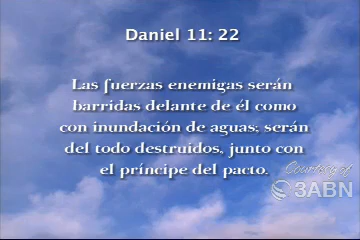 Daniel 11: 22
Las fuerzas enemigas serán
barridas delante de él como
con inundación de aguas; serán
del todo destruidos, junto con
el príncipe del pacto.
Courtesy of
3ABN